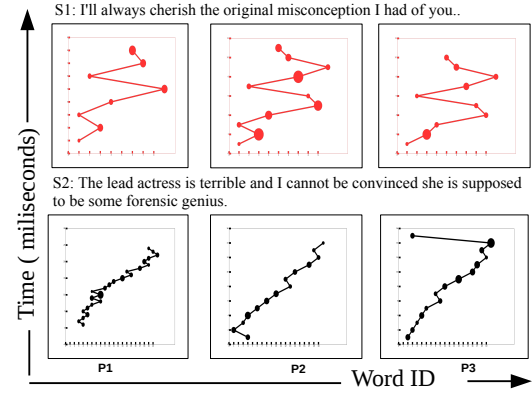 S1: I'll always cherish the original misconception I had of you..
S2: The lead actress is terrible and I cannot be convinced she is supposed
to be some forensic genius.
Time ( miliseconds)
P1
P2
P3
Word ID